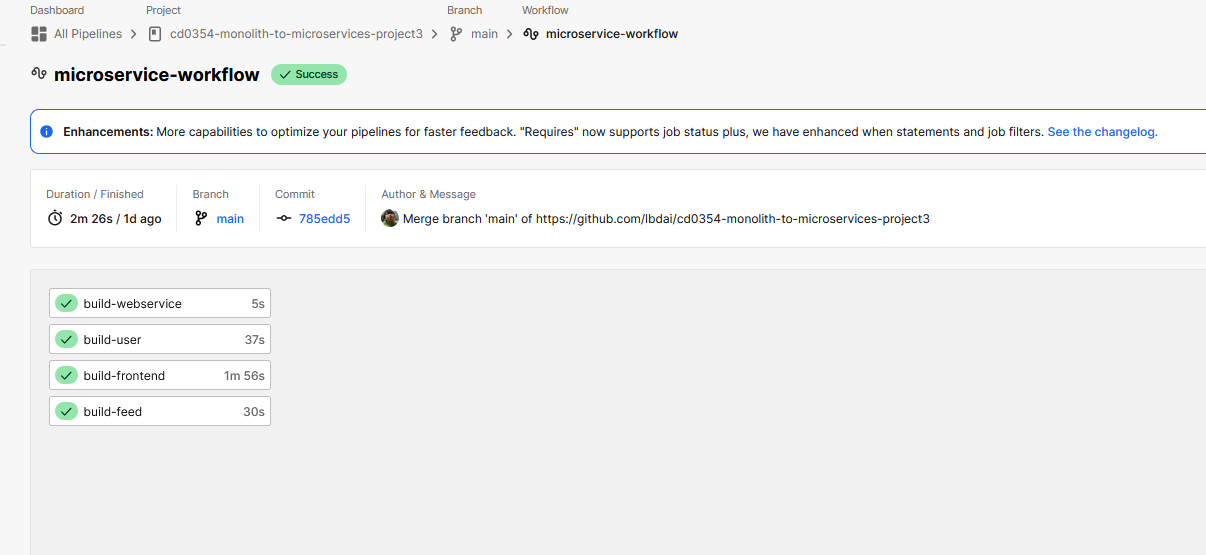 Dashboard Project Branch Workflow
All Pipelines cd0354-monolith-to-microservices-project3 main microservice-workflow
microservice-workflow Success
Enhancements: More capabilities to optimize your pipelines for faster feedback. "Requires" now supports job status plus, we have enhanced when statements and job filters. See the changelog.
Duration / Finished Branch Commit Author & Message
2m 26s / 1d ago main 785edd5 Merge branch 'main' of https://github.com/lbdai/cd0354-monolith-to-microservices-project3
build-webservice 5s
build-user 37s
build-frontend 1m 56s
build-feed 30s